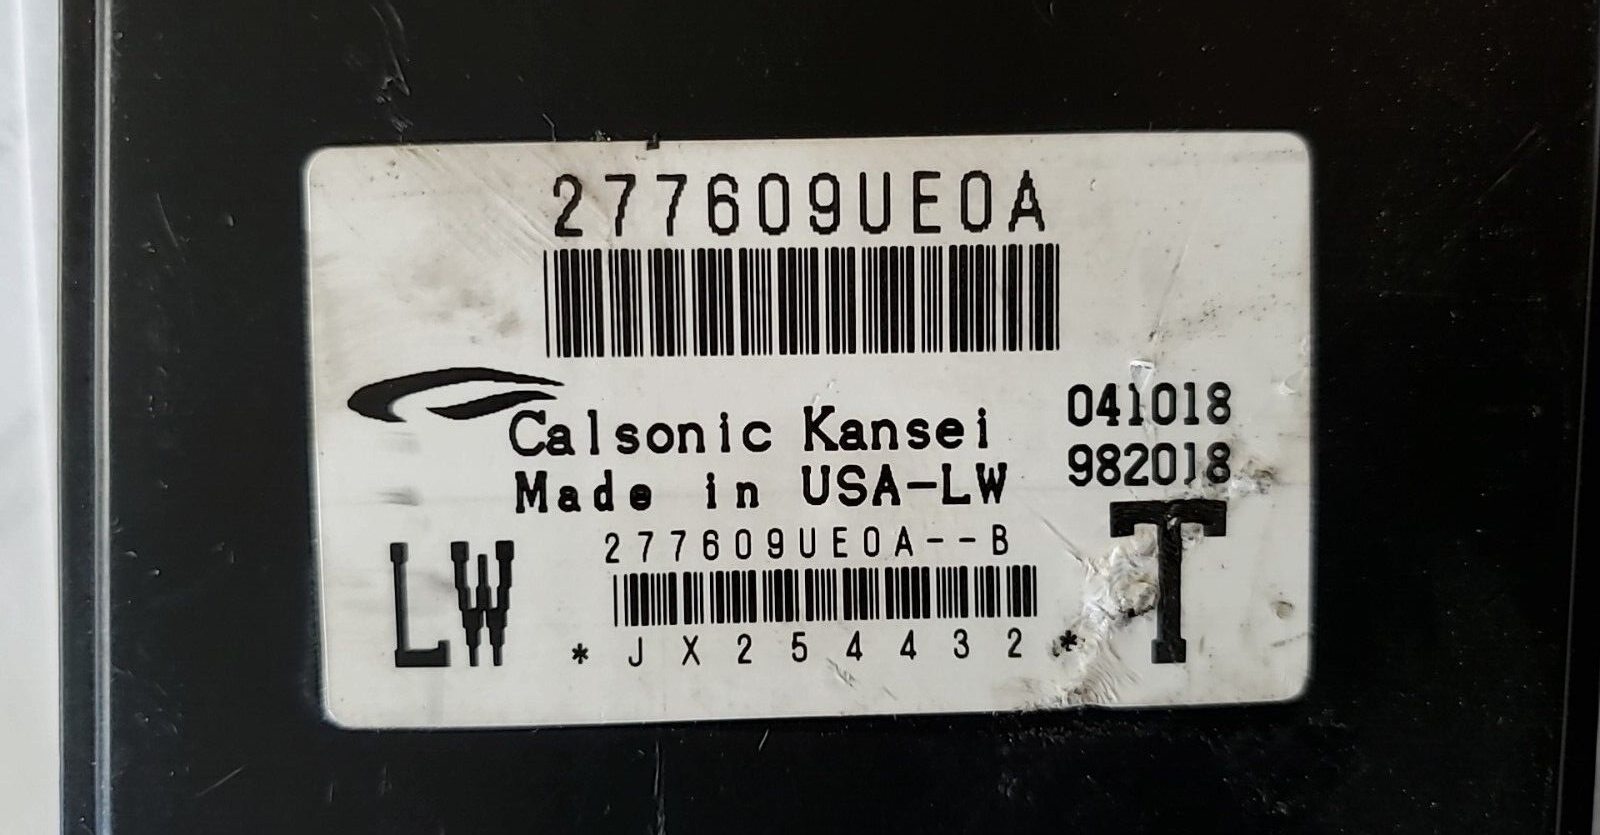 277609UE0A
Calsonic Kansei
041018
Made in USA-LW
982018
277609UE0A--B
LW
T
*JX254432*